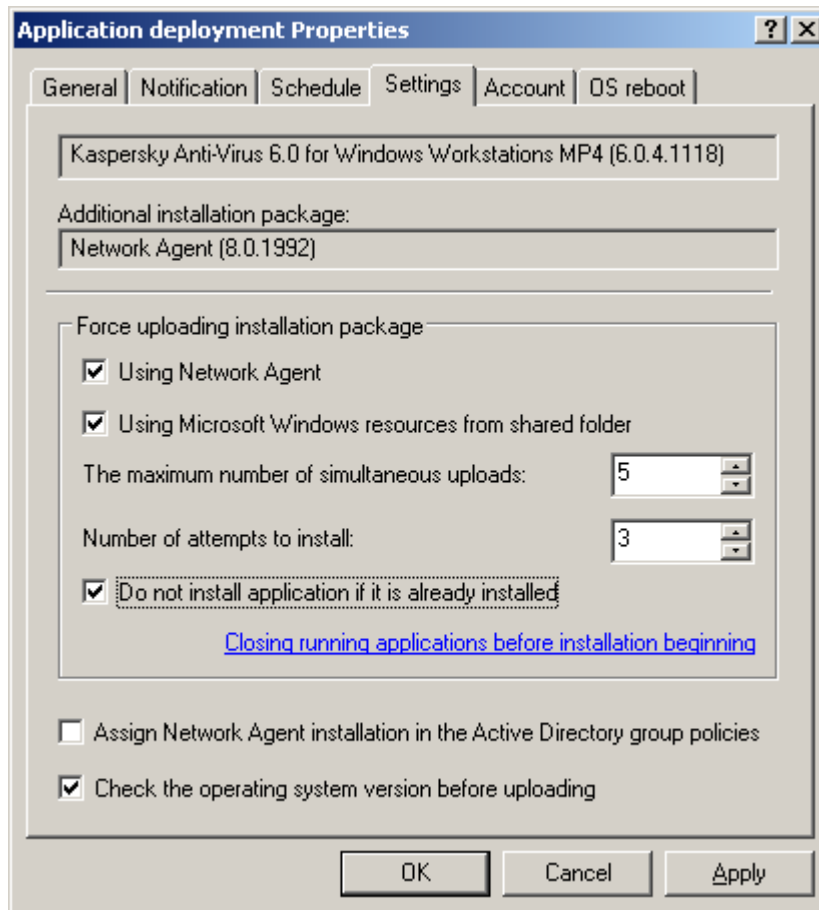 Application deployment Properties
General Notification Schedule Settings Account OS reboot
Kaspersky Anti-Virus 6.0 for Windows Workstations MP4 (6.0.4.1118)
Additional installation package:
Network Agent (8.0.1992)
Force uploading installation package
Using Network Agent
Using Microsoft Windows resources from shared folder
The maximum number of simultaneous uploads: 5
Number of attempts to install: 3
Do not install application if it is already installed
Closing running applications before installation beginning
Assign Network Agent installation in the Active Directory group policies
Check the operating system version before uploading
OK Cancel Apply